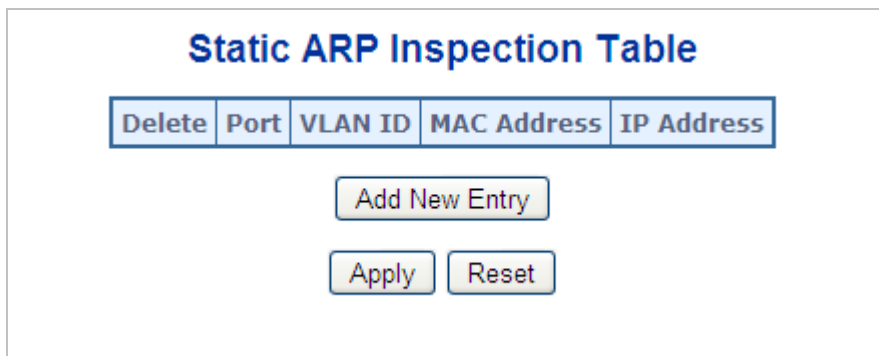 Static ARP Inspection Table
Delete Port VLAN ID MAC Address IP Address
Add New Entry
Apply Reset